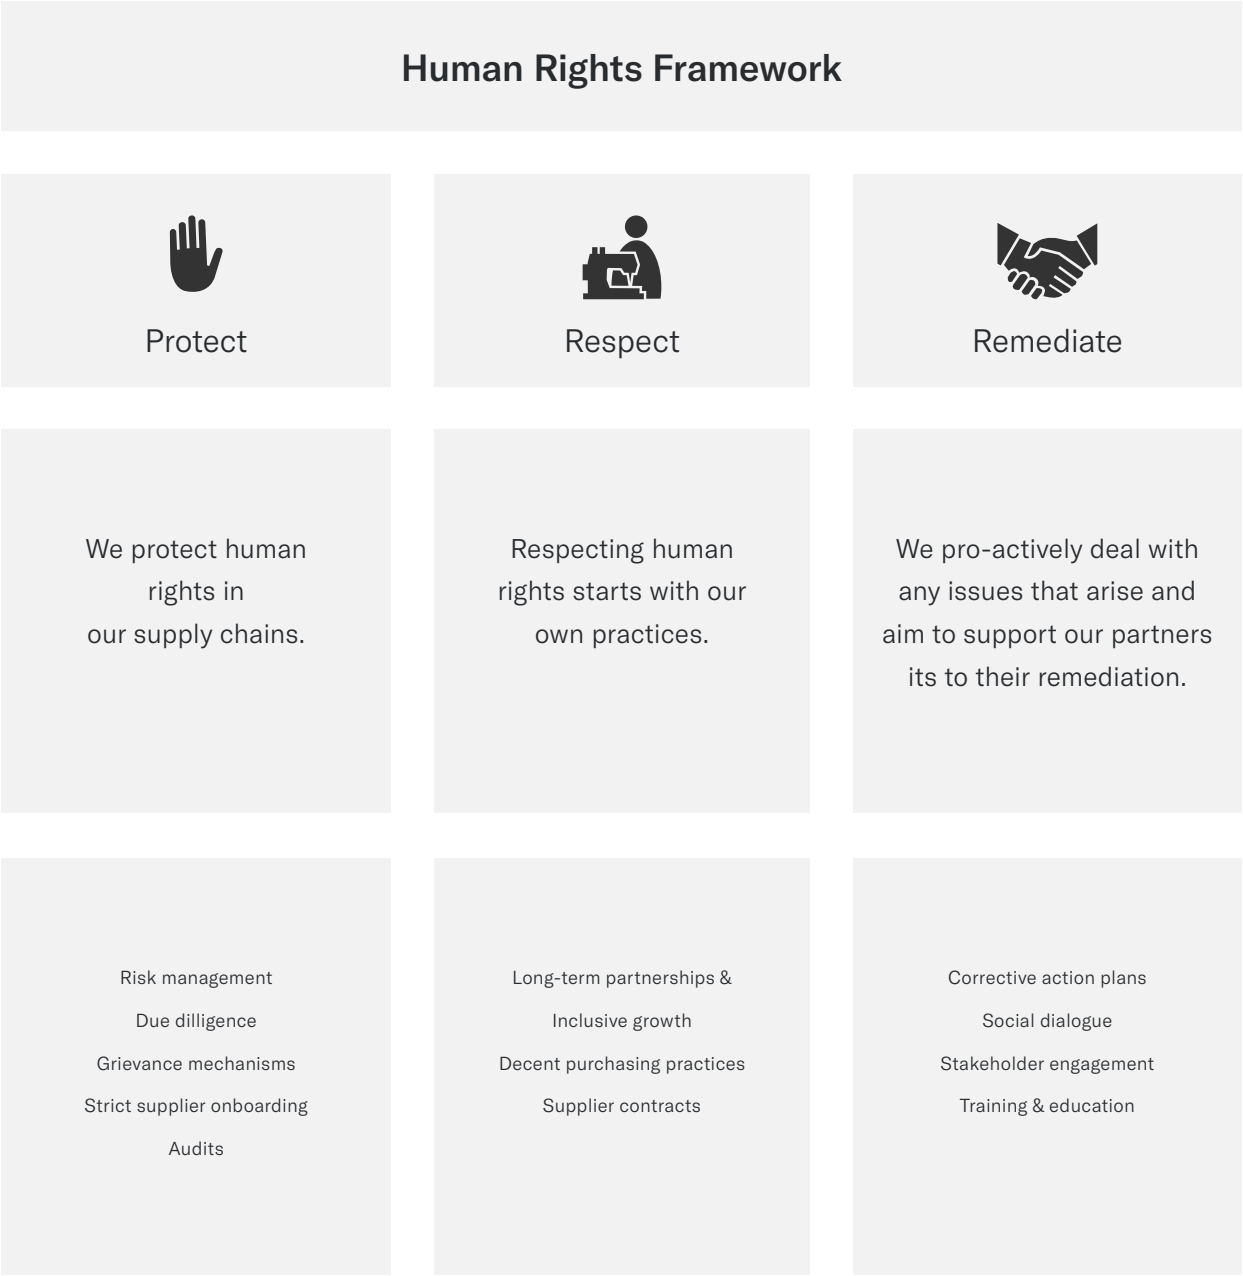 Human Rights Framework
Protect
Respect
Remediate
We protect human
rights in
our supply chains.
Respecting human
rights starts with our
own practices.
We pro-actively deal with
any issues that arise and
aim to support our partners
its to their remediation.
Risk management
Due dilligence
Grievance mechanisms
Strict supplier onboarding
Audits
Long-term partnerships &
Inclusive growth
Decent purchasing practices
Supplier contracts
Corrective action plans
Social dialogue
Stakeholder engagement
Training & education